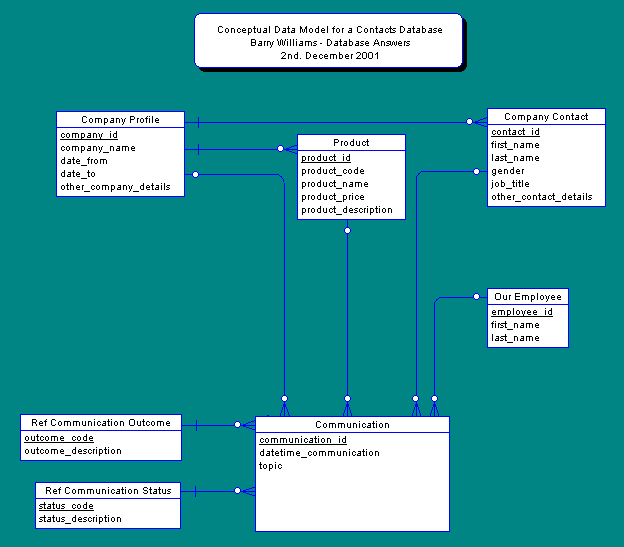 Conceptual Data Model for a Contacts Database
Barry Williams - Database Answers
2nd. December 2001
Company Profile
company_id
company_name
date_from
date_to
other_company_details
Product
product_id
product_code
product_name
product_price
product_description
Company Contact
contact_id
first_name
last_name
gender
job_title
other_contact_details
Our Employee
employee_id
first_name
last_name
Ref Communication Outcome
outcome_code
outcome_description
Communication
communication_id
datetime_communication
topic
Ref Communication Status
status_code
status_description